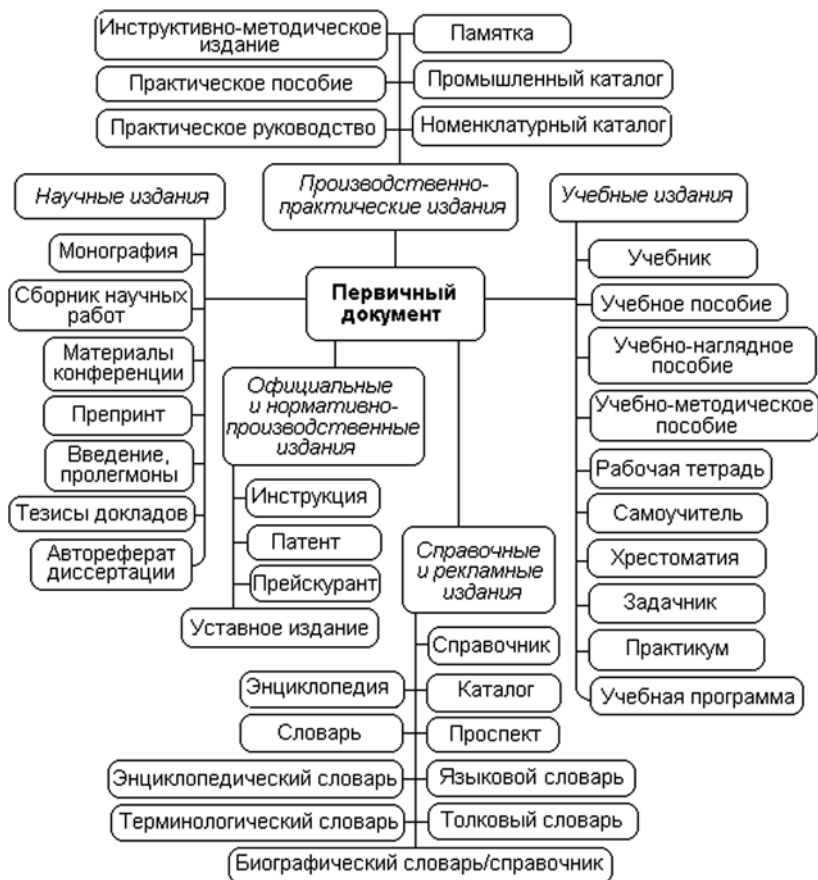 Инструктивно-методическое
издание
Памятка
Практическое пособие
Промышленный каталог
Практическое руководство
Номенклатурный каталог
Производственно-
практические издания
Научные издания
Монография
Сборник научных
работ
Материалы
конференции
Препринт
Введение,
пролегмоны
Тезисы докладов
Автореферат
диссертации
Первичный
документ
Учебные издания
Учебник
Учебное пособие
Учебно-наглядное
пособие
Учебно-методическое
пособие
Рабочая тетрадь
Самоучитель
Хрестоматия
Задачник
Практикум
Учебная программа
Официальные
и нормативно-
производственные
издания
Инструкция
Патент
Прейскурант
Уставное издание
Справочные
и рекламные
издания
Справочник
Энциклопедия
Каталог
Словарь
Проспект
Энциклопедический словарь
Языковой словарь
Терминологический словарь
Толковый словарь
Биографический словарь/справочник